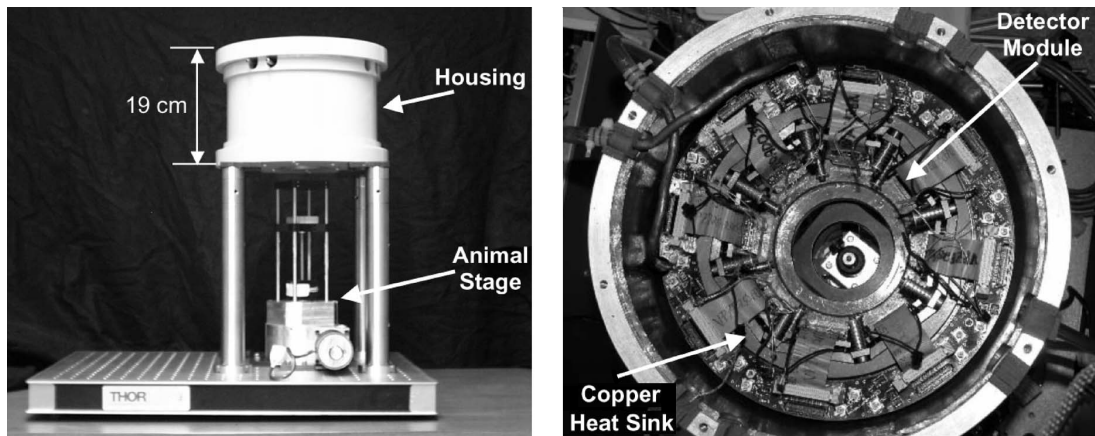 19 cm
Housing
Animal
Stage
THOR
Detector
Module
Copper
Heat Sink